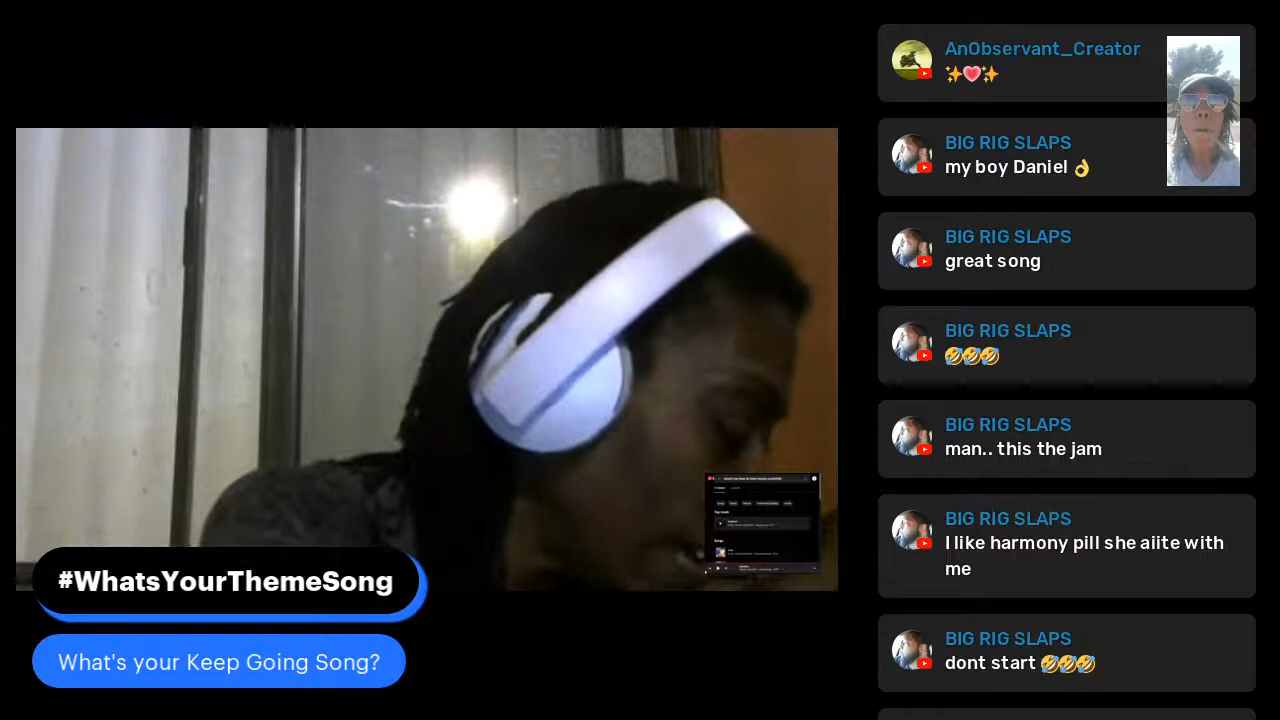 AnObservant_Creator
✨💗✨
BIG RIG SLAPS
my boy Daniel 👌
BIG RIG SLAPS
great song
BIG RIG SLAPS
🤣🤣🤣
BIG RIG SLAPS
man.. this the jam
BIG RIG SLAPS
I like harmony pill she aiite with
me
BIG RIG SLAPS
dont start 🤣🤣🤣
#WhatsYourThemeSong
What's your Keep Going Song?